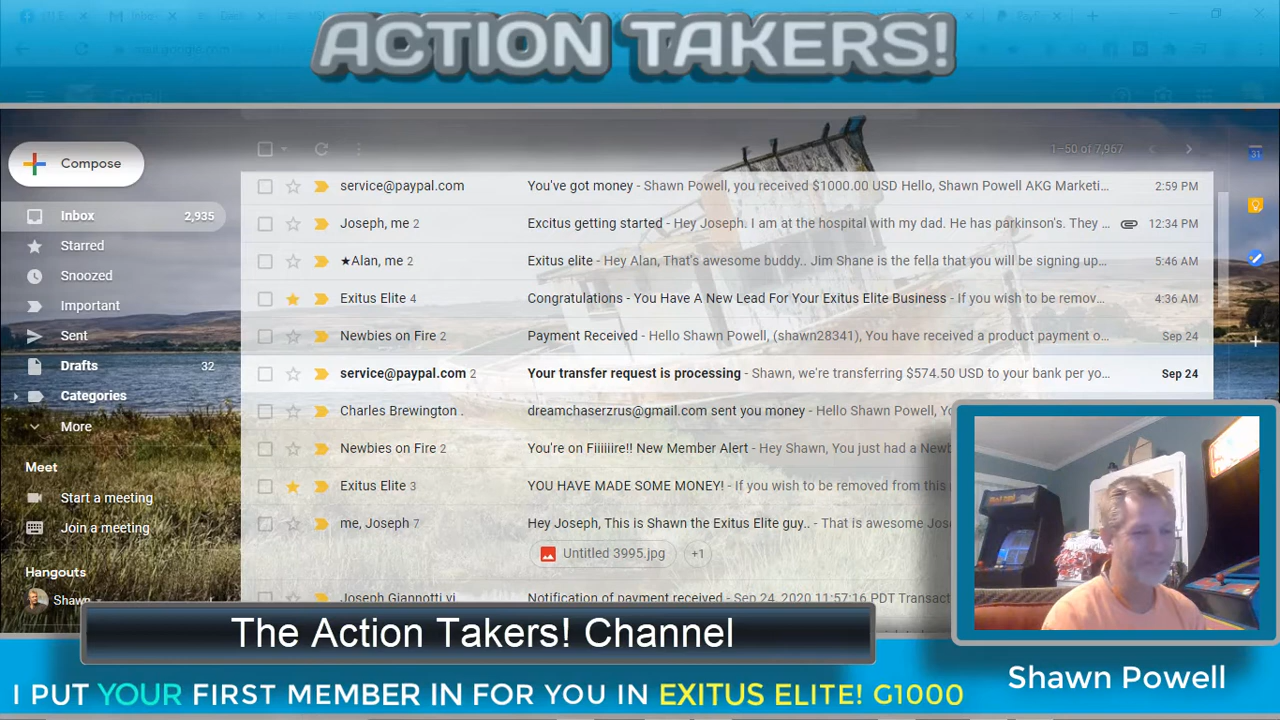 ACTION TAKERS!
Compose
1–50 of 7,967
Inbox 2,935
Starred
Snoozed
Important
Sent
Drafts 32
Categories
More
Meet
Start a meeting
Join a meeting
Hangouts
Shawn
service@paypal.com You've got money - Shawn Powell, you received $1000.00 USD Hello, Shawn Powell AKG Marketi... 2:59 PM
Joseph, me 2 Excitus getting started - Hey Joseph. I am at the hospital with my dad. He has parkinson's. They ... 12:34 PM
★Alan, me 2 Exitus elite - Hey Alan, That's awesome buddy.. Jim Shane is the fella that you will be signing up... 5:46 AM
Exitus Elite 4 Congratulations - You Have A New Lead For Your Exitus Elite Business - If you wish to be remov... 4:36 AM
Newbies on Fire 2 Payment Received - Hello Shawn Powell, (shawn28341), You have received a product payment o... Sep 24
service@paypal.com 2 Your transfer request is processing - Shawn, we're transferring $574.50 USD to your bank per yo... Sep 24
Charles Brewington . dreamchaserzrus@gmail.com sent you money - Hello Shawn Powell,
Newbies on Fire 2 You're on Fiiiiiire!! New Member Alert - Hey Shawn, You just had a Newb
Exitus Elite 3 YOU HAVE MADE SOME MONEY! - If you wish to be removed from this
me, Joseph 7 Hey Joseph, This is Shawn the Exitus Elite guy.. - That is awesome Jos
Untitled 3995.jpg +1
Joseph Giannotti vi. Notification of payment received - Sep 24, 2020 11:57:16 PDT Transac
The Action Takers! Channel
Shawn Powell
I PUT YOUR FIRST MEMBER IN FOR YOU IN EXITUS ELITE! G1000